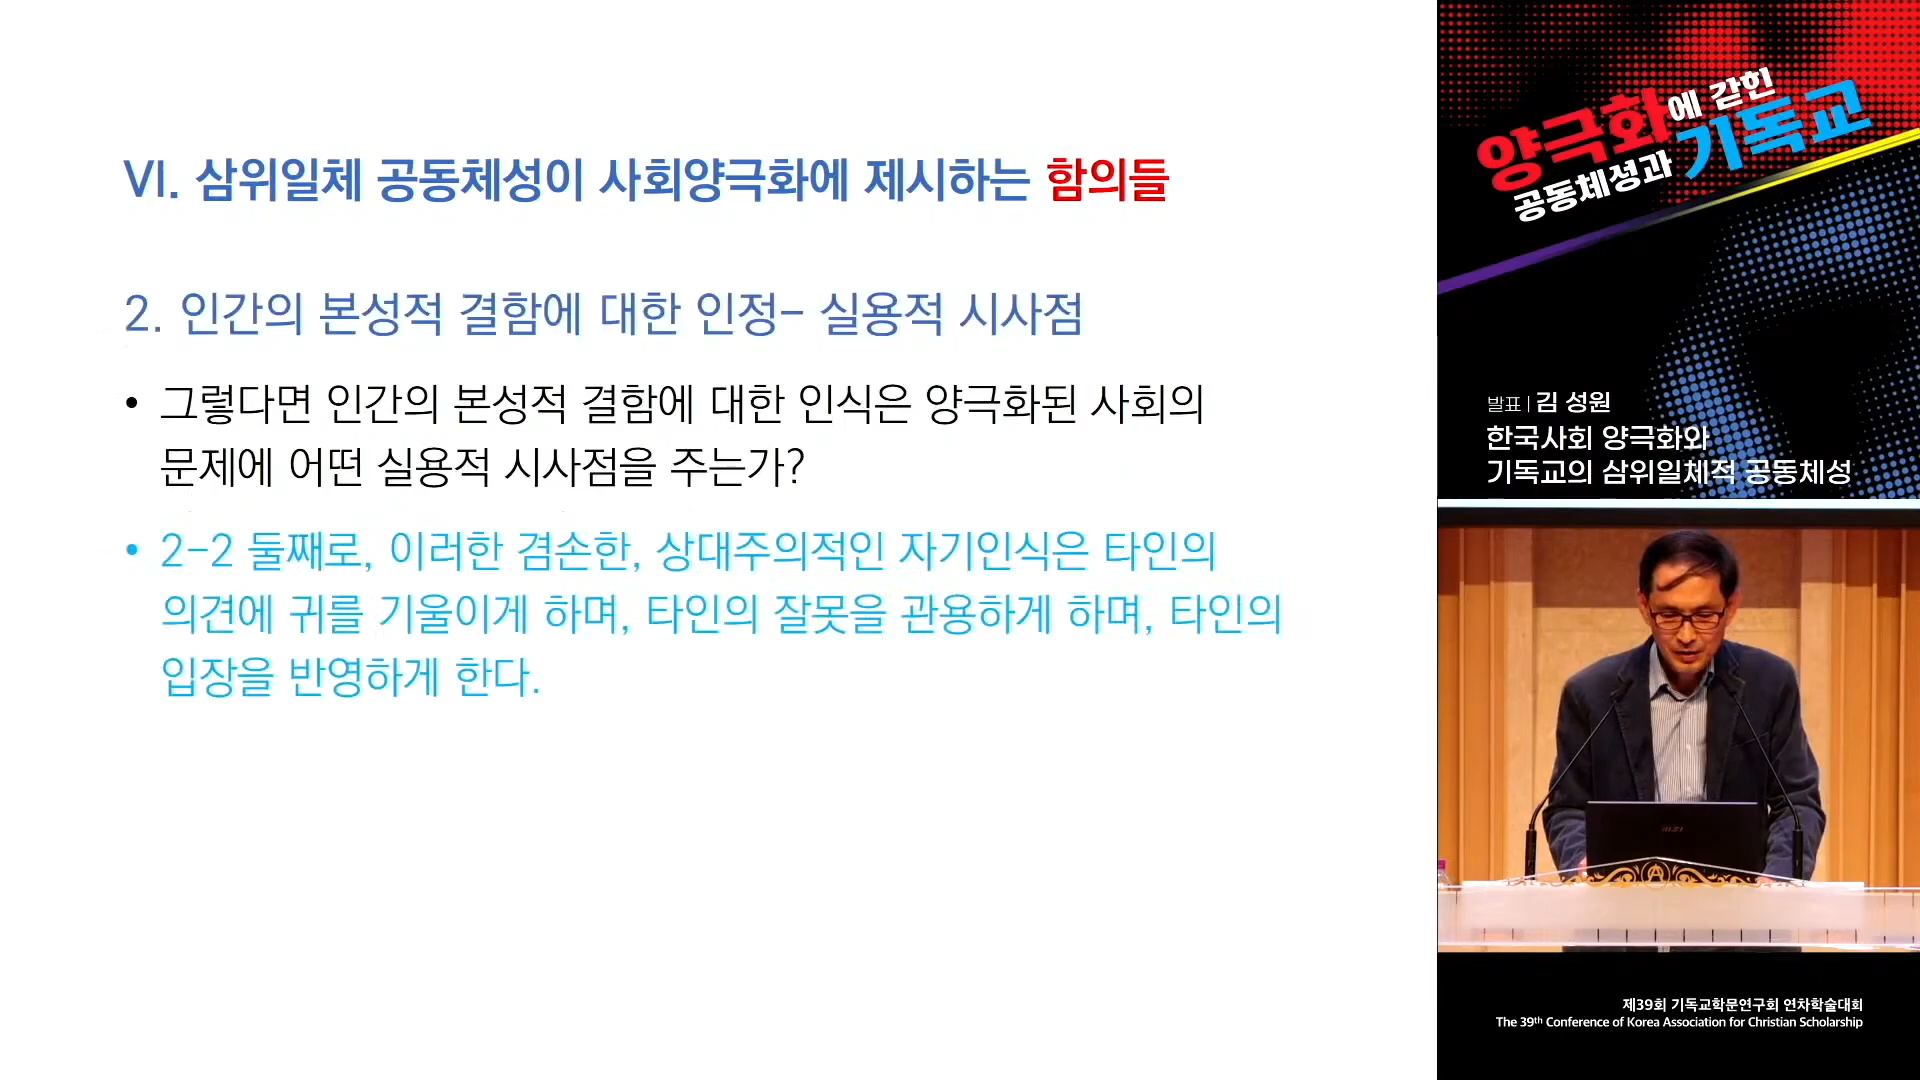 VI. 삼위일체 공동체성이 사회양극화에 제시하는 함의들
2. 인간의 본성적 결함에 대한 인정- 실용적 시사점
• 그렇다면 인간의 본성적 결함에 대한 인식은 양극화된 사회의
문제에 어떤 실용적 시사점을 주는가?
• 2-2 둘째로, 이러한 겸손한, 상대주의적인 자기인식은 타인의
의견에 귀를 기울이게 하며, 타인의 잘못을 관용하게 하며, 타인의
입장을 반영하게 한다.
양극화에 갇힌
공동체성과 기독교
발표 | 김 성원
한국사회 양극화와
기독교의 삼위일체적 공동체성
제39회 기독교학문연구회 연차학술대회
The 39th Conference of Korea Association for Christian Scholarship